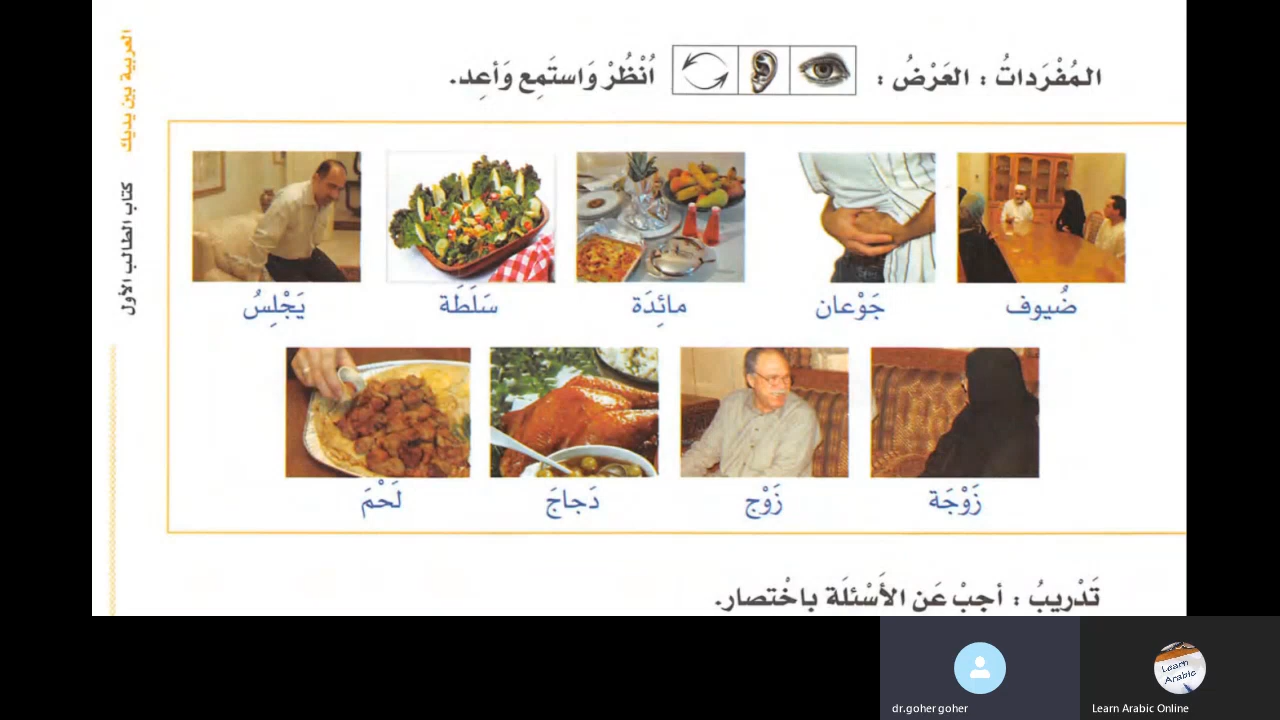 المُفْرَداتُ : العَرْضُ : اُنْظُرْ وَاستَمِع وَأعِد.
ضُيوف
جَوْعان
مائِدَة
سَلَطَة
يَجْلِسُ
زَوْجَة
زَوْج
دَجاجَ
لَحْمَ
تَدْريبُ : أجبْ عَن الأَسْئلَة باخْتصار.
العربية بين يديك
كتاب الطالب الأول
dr.goher goher
Learn Arabic
Learn Arabic Online